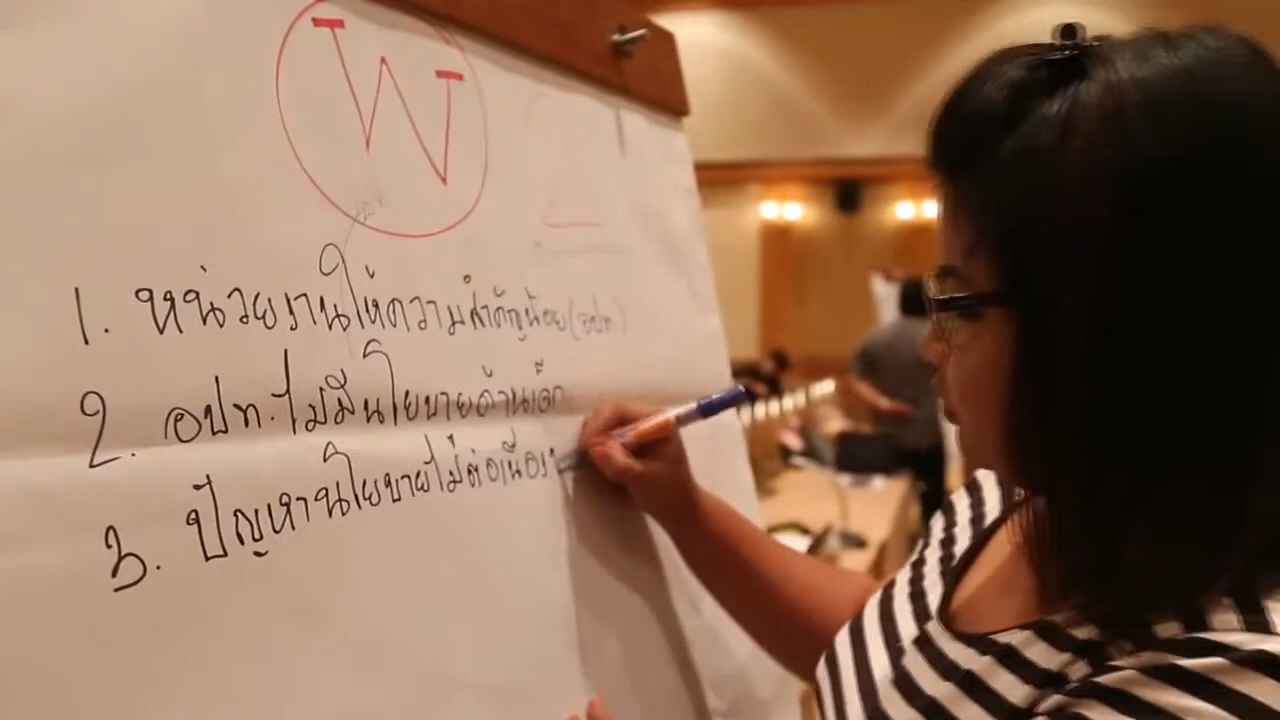 W
1. หน่วยงานให้ความสำคัญน้อย (อปท.)
2. อปท. ไม่มีนโยบายด้านเด็ก
3. ปัญหานโยบายไม่ต่อเนื่อง